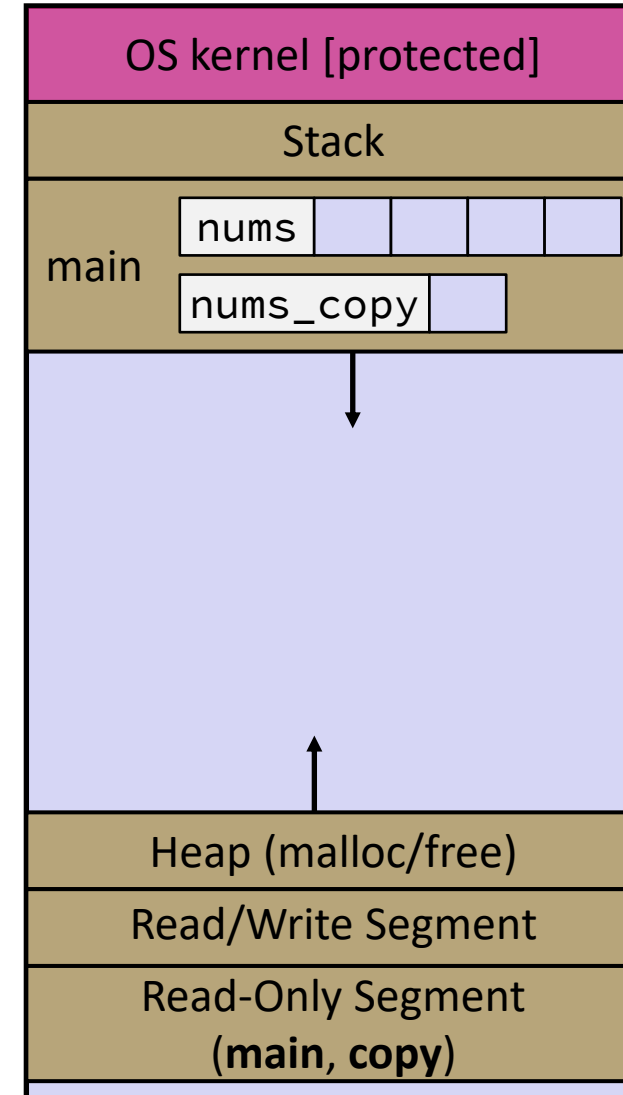 OS kernel [protected]
Stack
main
nums
nums_copy
Heap (malloc/free)
Read/Write Segment
Read-Only Segment
(main, copy)